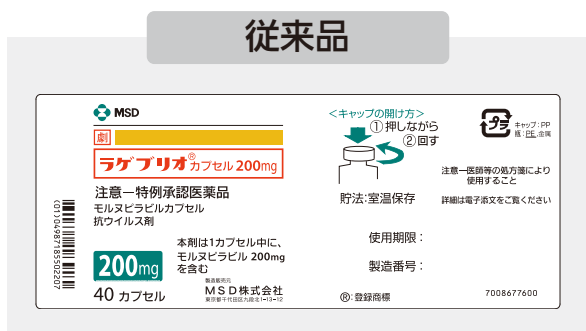 従来品
MSD
劇
ラゲブリオ®カプセル 200mg
注意－特例承認医薬品
モルヌピラビルカプセル
抗ウイルス剤
200mg
40 カプセル
本剤は1カプセル中に、
モルヌピラビル 200mg
を含む
製造販売元
MSD株式会社
東京都千代田区九段北1-13-12
(01)04987185502207
＜キャップの開け方＞
①押しながら
②回す
貯法：室温保存
使用期限：
製造番号：
®：登録商標
プラ
キャップ：PP
瓶：PE,金属
注意－医師等の処方箋により
使用すること
詳細は電子添文をご覧ください
7008677600